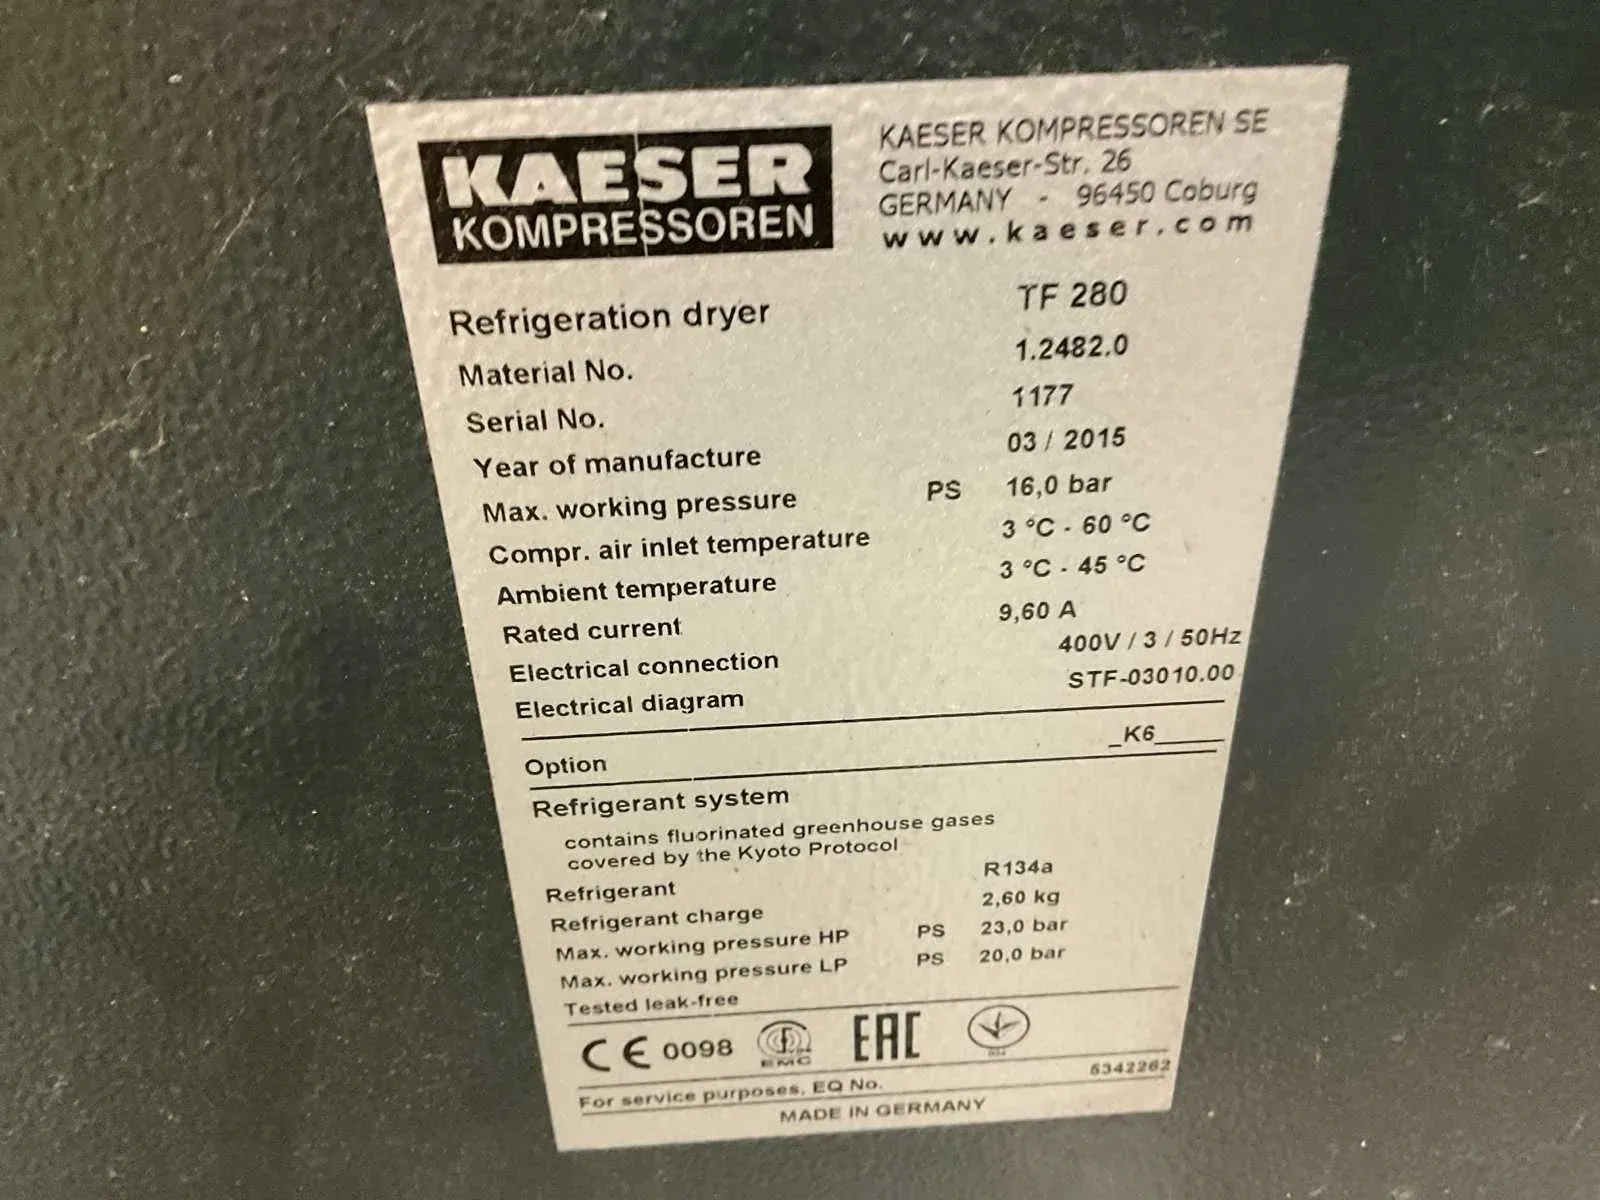 KAESER
KOMPRESSOREN
KAESER KOMPRESSOREN SE
Carl-Kaeser-Str. 26
GERMANY - 96450 Coburg
www.kaeser.com
Refrigeration dryer TF 280
Material No. 1.2482.0
Serial No. 1177
Year of manufacture 03 / 2015
Max. working pressure PS 16,0 bar
Compr. air inlet temperature 3 °C - 60 °C
Ambient temperature 3 °C - 45 °C
Rated current 9,60 A
Electrical connection 400V / 3 / 50Hz
Electrical diagram STF-03010.00
Option _K6_____
Refrigerant system
contains fluorinated greenhouse gases
covered by the Kyoto Protocol
Refrigerant R134a
Refrigerant charge 2,60 kg
Max. working pressure HP PS 23,0 bar
Max. working pressure LP PS 20,0 bar
Tested leak-free
CE 0098 EMC EAC
For service purposes, EQ No. 5342262
MADE IN GERMANY